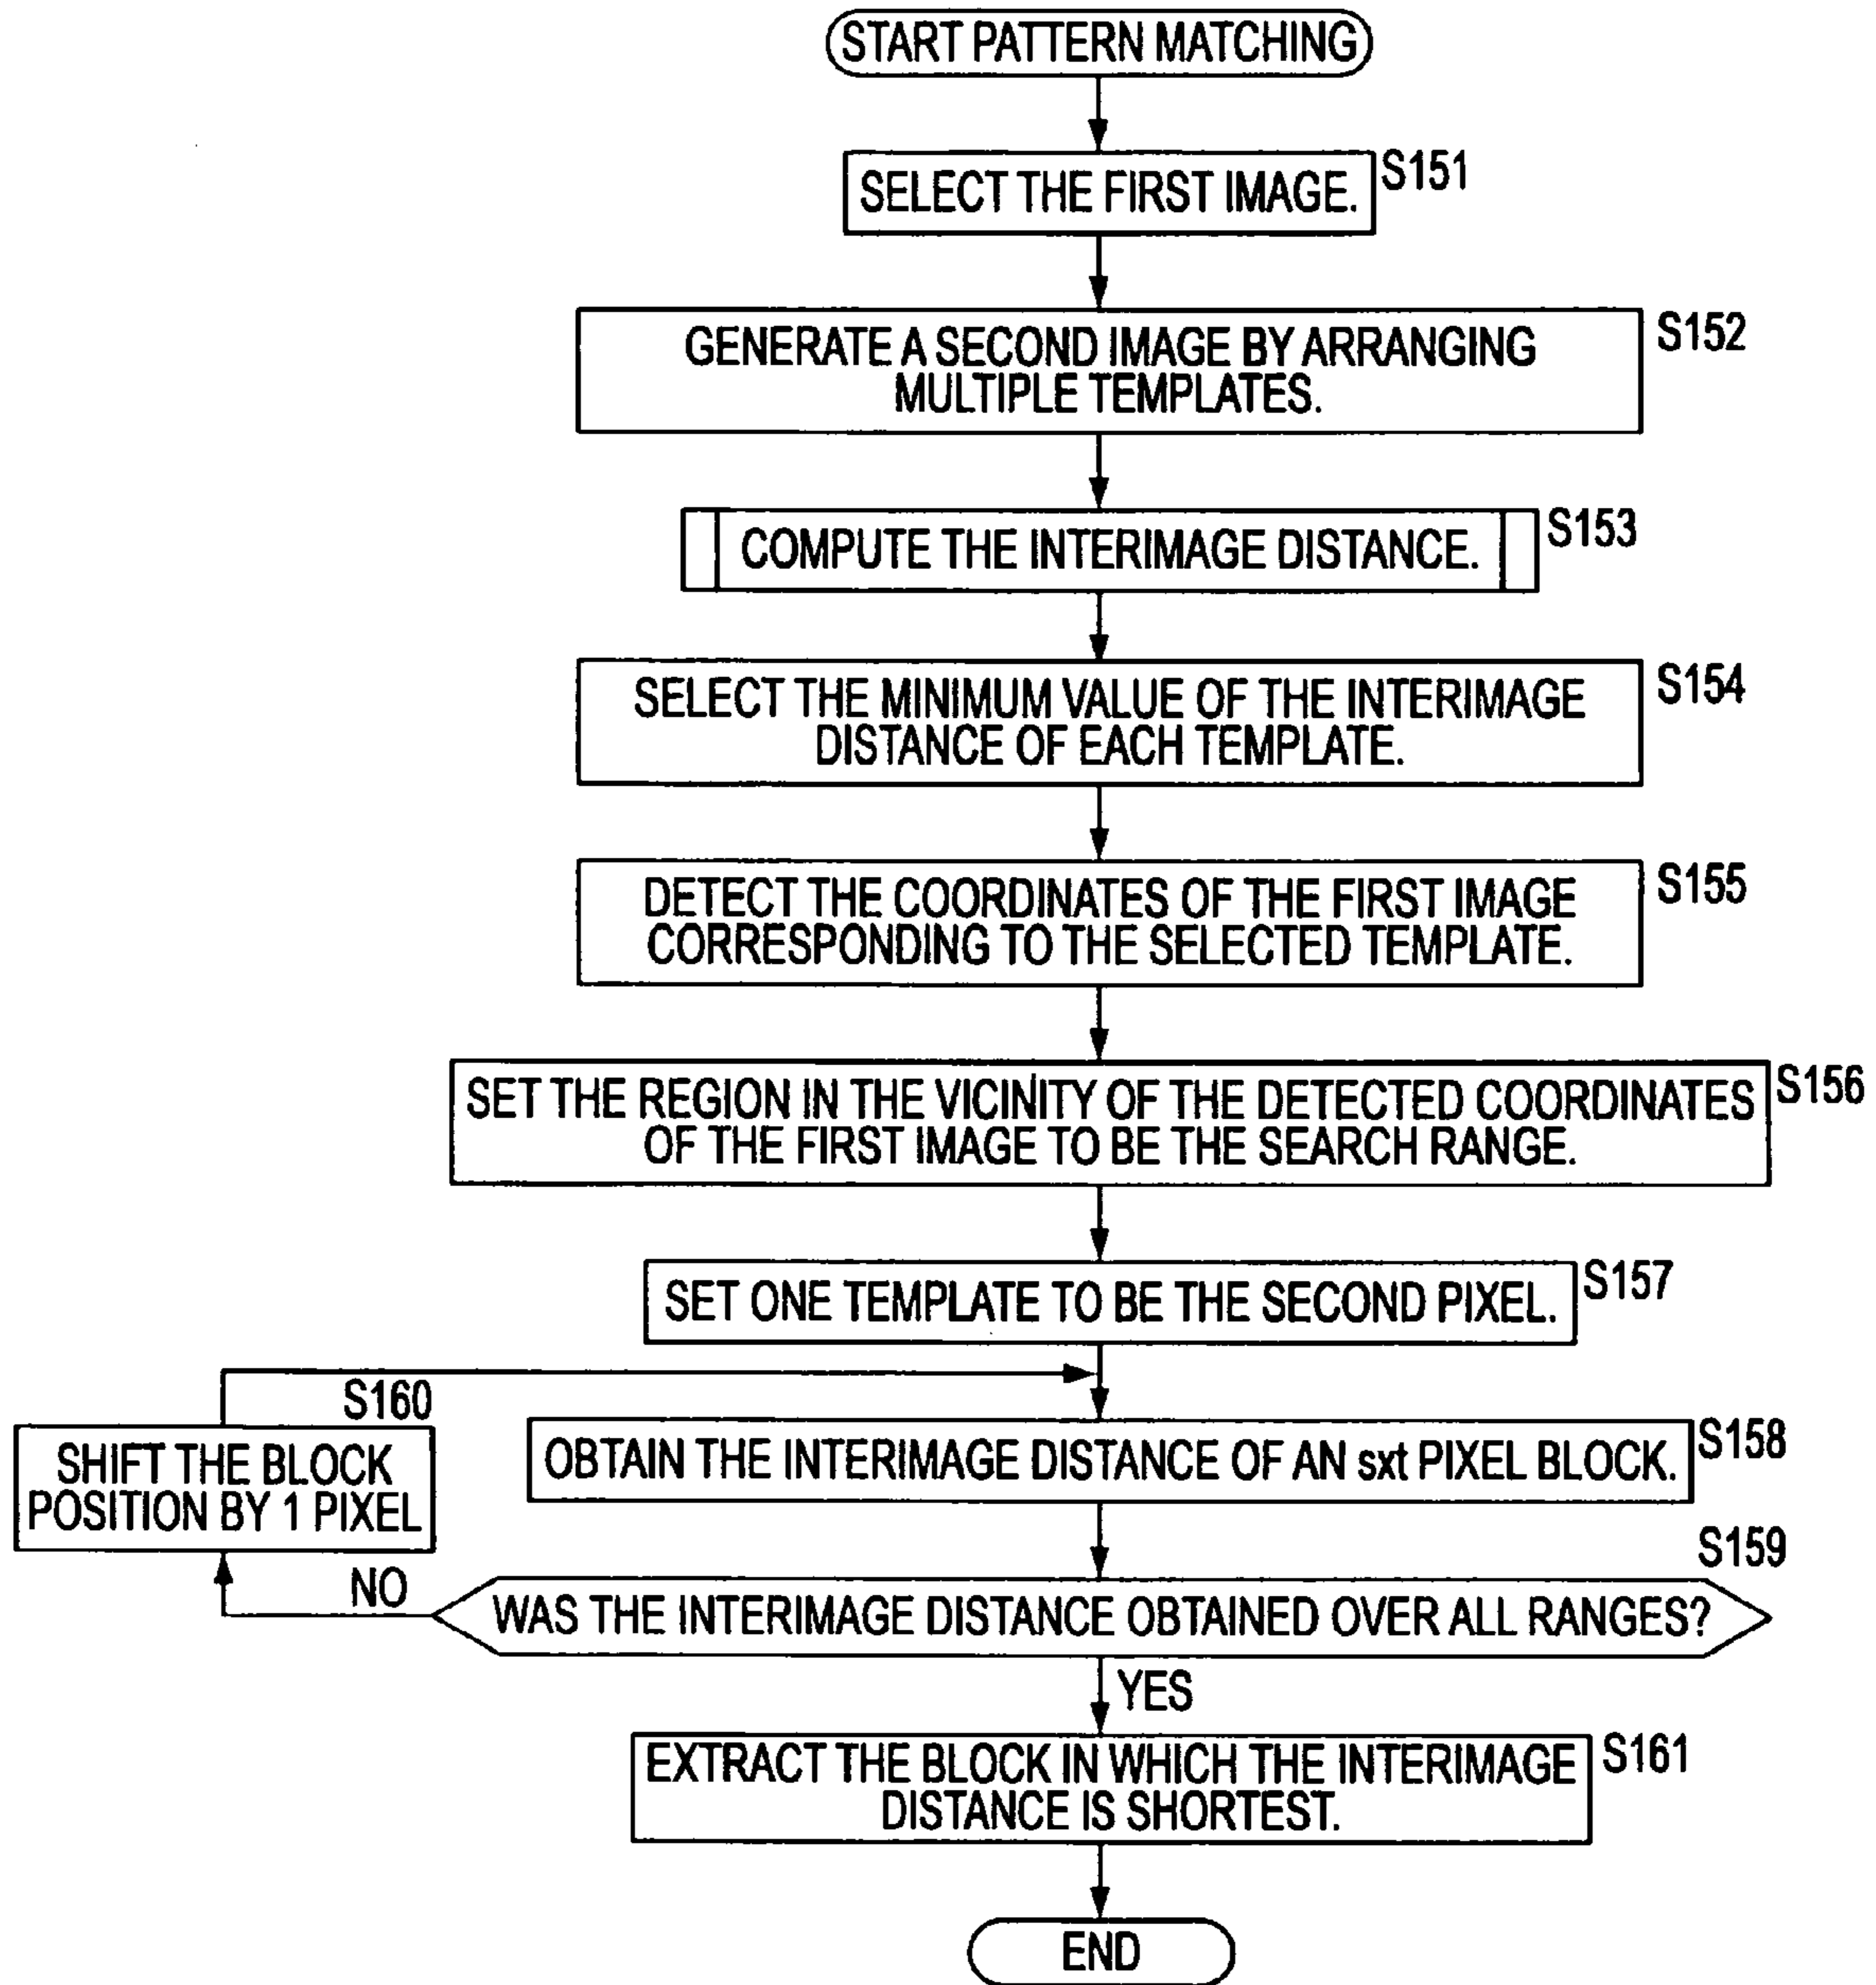 START PATTERN MATCHING
SELECT THE FIRST IMAGE.
S151
GENERATE A SECOND IMAGE BY ARRANGING
MULTIPLE TEMPLATES.
S152
COMPUTE THE INTERIMAGE DISTANCE.
S153
SELECT THE MINIMUM VALUE OF THE INTERIMAGE
DISTANCE OF EACH TEMPLATE.
S154
DETECT THE COORDINATES OF THE FIRST IMAGE
CORRESPONDING TO THE SELECTED TEMPLATE.
S155
SET THE REGION IN THE VICINITY OF THE DETECTED COORDINATES
OF THE FIRST IMAGE TO BE THE SEARCH RANGE.
S156
SET ONE TEMPLATE TO BE THE SECOND PIXEL.
S157
S160
SHIFT THE BLOCK
POSITION BY 1 PIXEL
OBTAIN THE INTERIMAGE DISTANCE OF AN sxt PIXEL BLOCK.
S158
S159
NO
WAS THE INTERIMAGE DISTANCE OBTAINED OVER ALL RANGES?
YES
EXTRACT THE BLOCK IN WHICH THE INTERIMAGE
DISTANCE IS SHORTEST.
S161
END